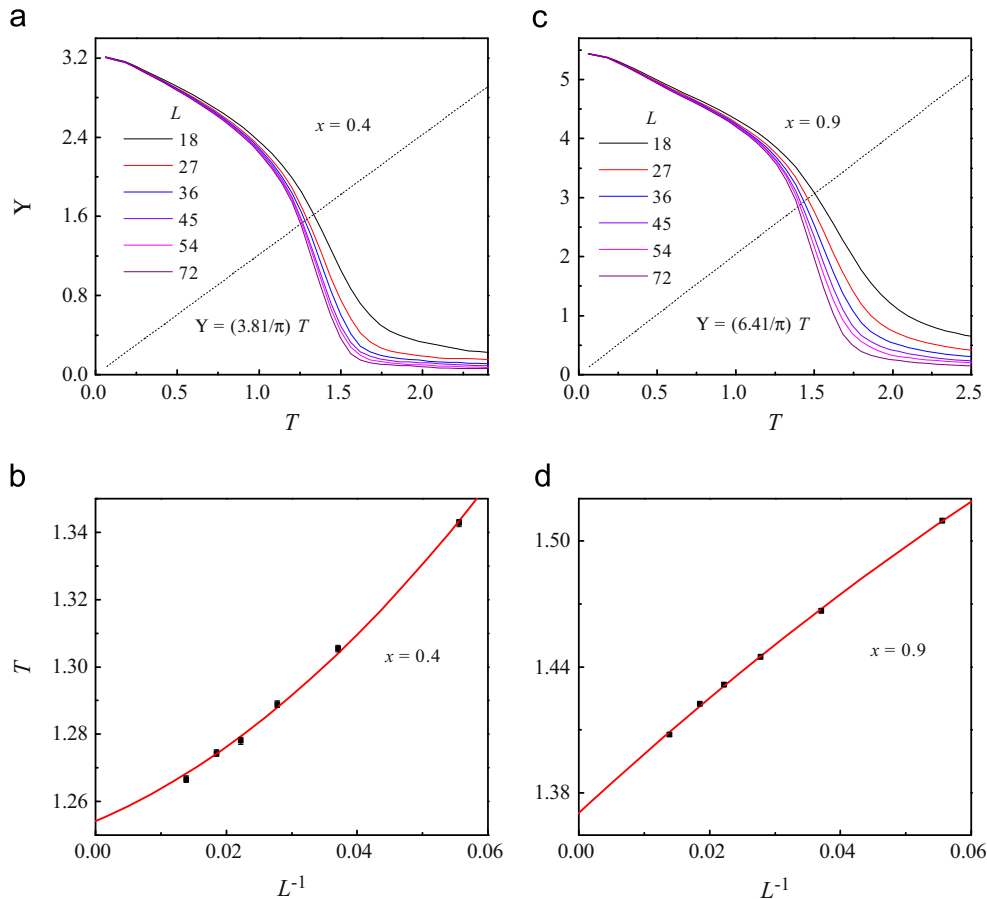 a
3.2
2.4
1.6
0.8
0.0
Y
L
18
27
36
45
54
72
x = 0.4
Y = (3.81/π) T
0.0 0.5 1.0 1.5 2.0
T
c
5
4
3
2
1
0
L
18
27
36
45
54
72
x = 0.9
Y = (6.41/π) T
0.0 0.5 1.0 1.5 2.0 2.5
T
b
1.34
1.32
1.30
1.28
1.26
T
x = 0.4
0.00 0.02 0.04 0.06
L⁻¹
d
1.50
1.44
1.38
x = 0.9
0.00 0.02 0.04 0.06
L⁻¹